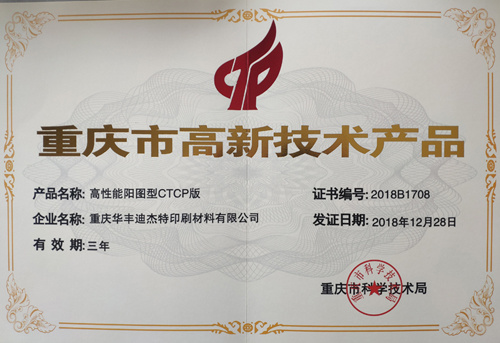 重庆市高新技术产品
产品名称: 高性能阳图型CTCP版
证书编号: 2018B1708
企业名称: 重庆华丰迪杰特印刷材料有限公司
发证日期: 2018年12月28日
有 效 期: 三年
重庆市科学技术局